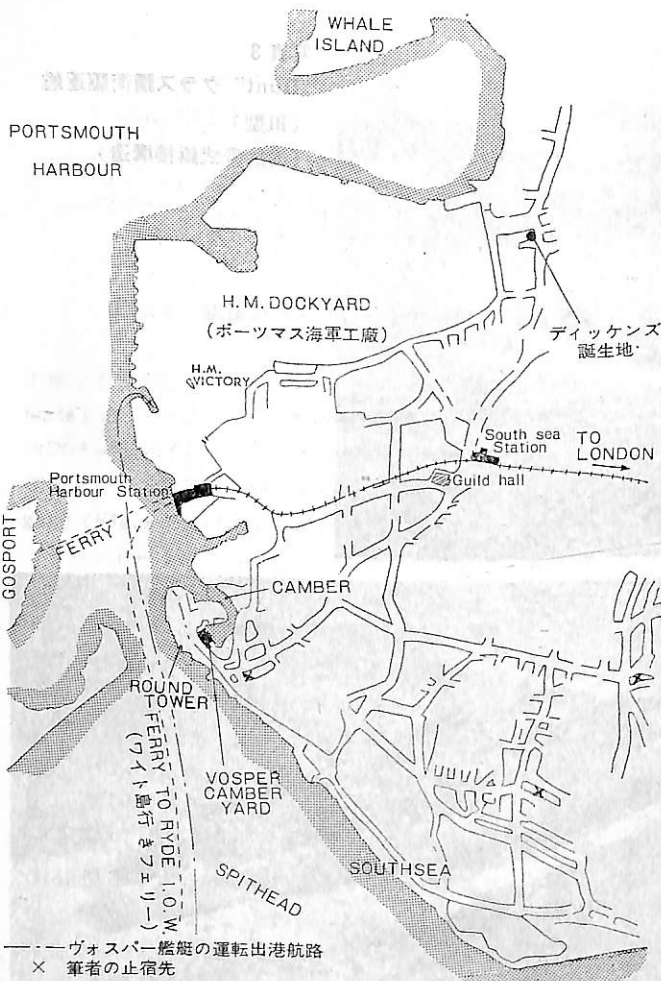 WHALE
ISLAND
PORTSMOUTH
HARBOUR
H.M. DOCKYARD
(ポーツマス海軍工廠)
ディッケンズ
誕生地
H.M.
VICTORY
South sea
Station
TO
LONDON
Guild hall
Portsmouth
Harbour Station
GOSPORT
FERRY
CAMBER
ROUND
TOWER
FERRY TO RYDE I.O.W.
(ワイト島行きフェリー)
VOSPER
CAMBER
YARD
SPITHEAD
SOUTHSEA
ヴォスパー艦艇の運転出港航路
× 筆者の止宿先